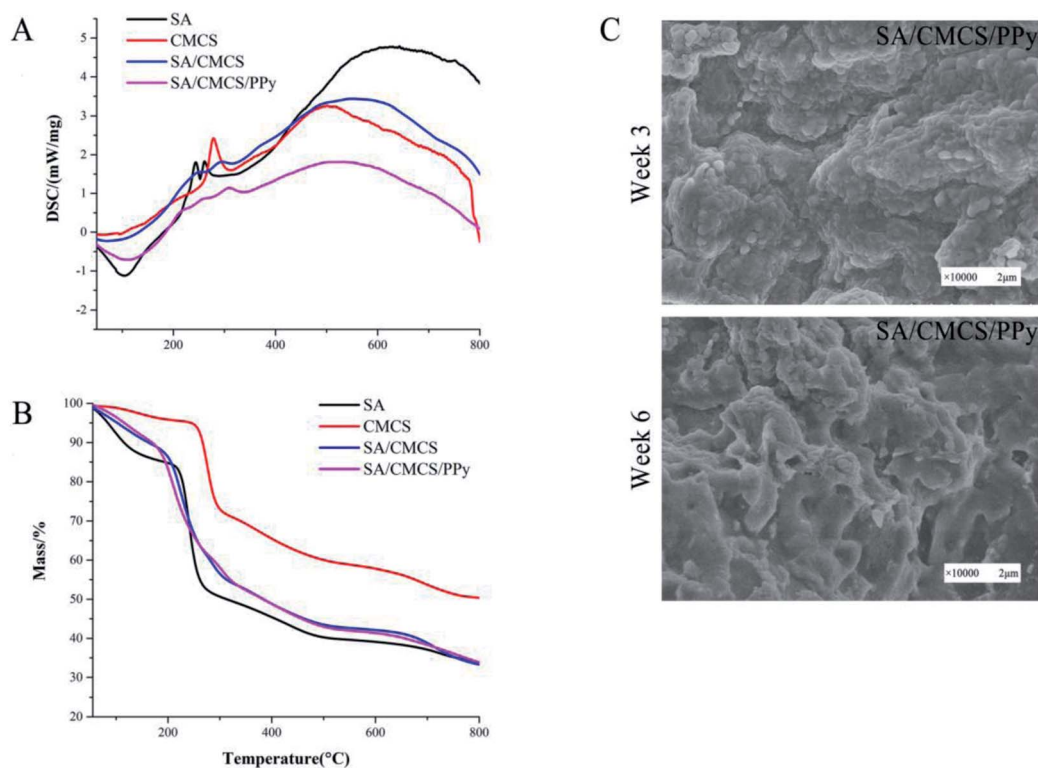 A
SA
CMCS
SA/CMCS
SA/CMCS/PPy
DSC/(mW/mg)
5
4
3
2
1
0
-1
-2
200
400
600
800
B
SA
CMCS
SA/CMCS
SA/CMCS/PPy
Mass/%
100
90
80
70
60
50
40
30
20
200
400
600
800
Temperature(°C)
C
SA/CMCS/PPy
Week 3
×10000 2μm
SA/CMCS/PPy
Week 6
×10000 2μm